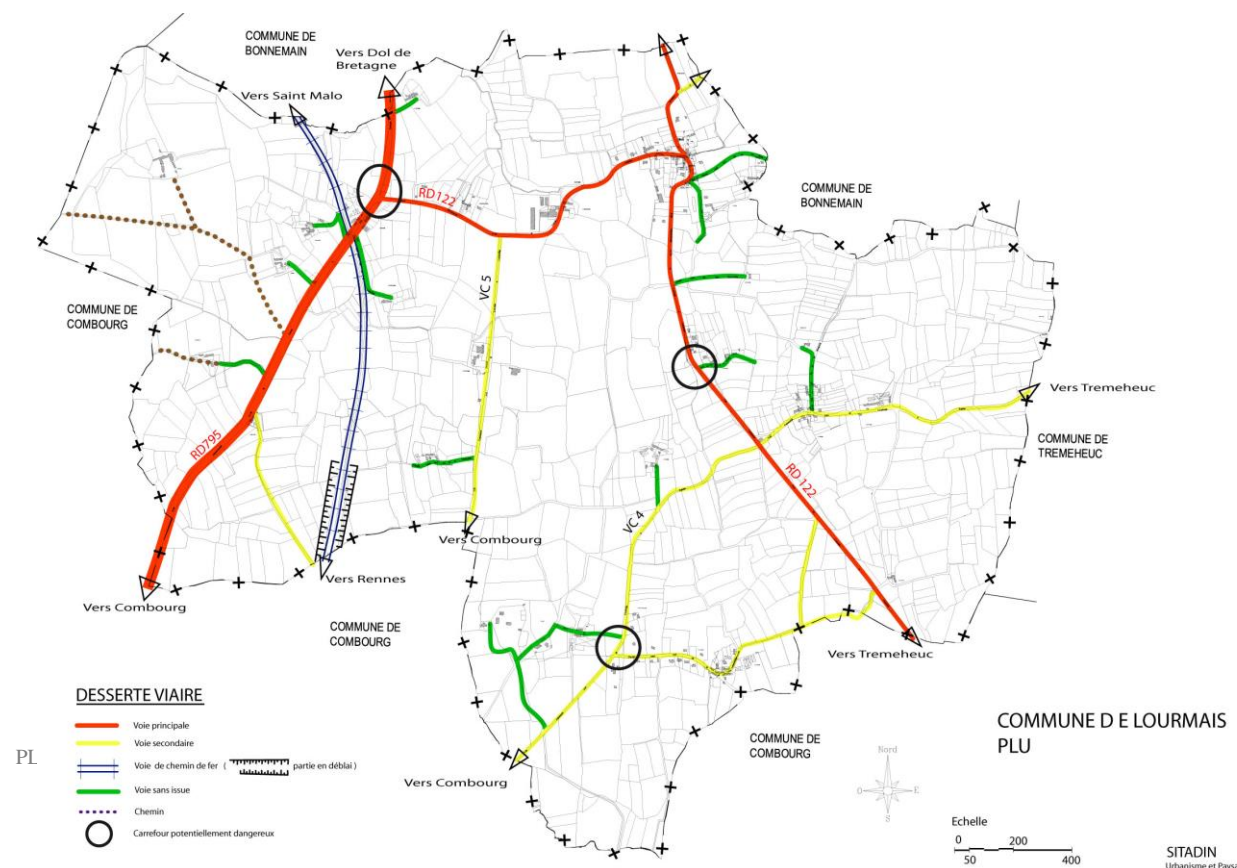 COMMUNE DE
BONNEMAIN
Vers Dol de
Bretagne
Vers Saint Malo
RD122
COMMUNE DE
BONNEMAIN
COMMUNE DE
COMBOURG
VC 5
Vers Tremeheuc
COMMUNE DE
TREMEHEUC
RD795
RD 122
VC 4
Vers Combourg
Vers Rennes
Vers Combourg
COMMUNE DE
COMBOURG
Vers Tremeheuc
COMMUNE DE
COMBOURG
Vers Combourg
DESSERTE VIAIRE
Voie principale
Voie secondaire
PL
Voie de chemin de fer ( partie en déblai )
Voie sans issue
Chemin
Carrefour potentiellement dangereux
COMMUNE D E LOURMAIS
PLU
Nord
O E
S
Echelle
0 200
50 400
SITADIN
Urbanisme et Paysa